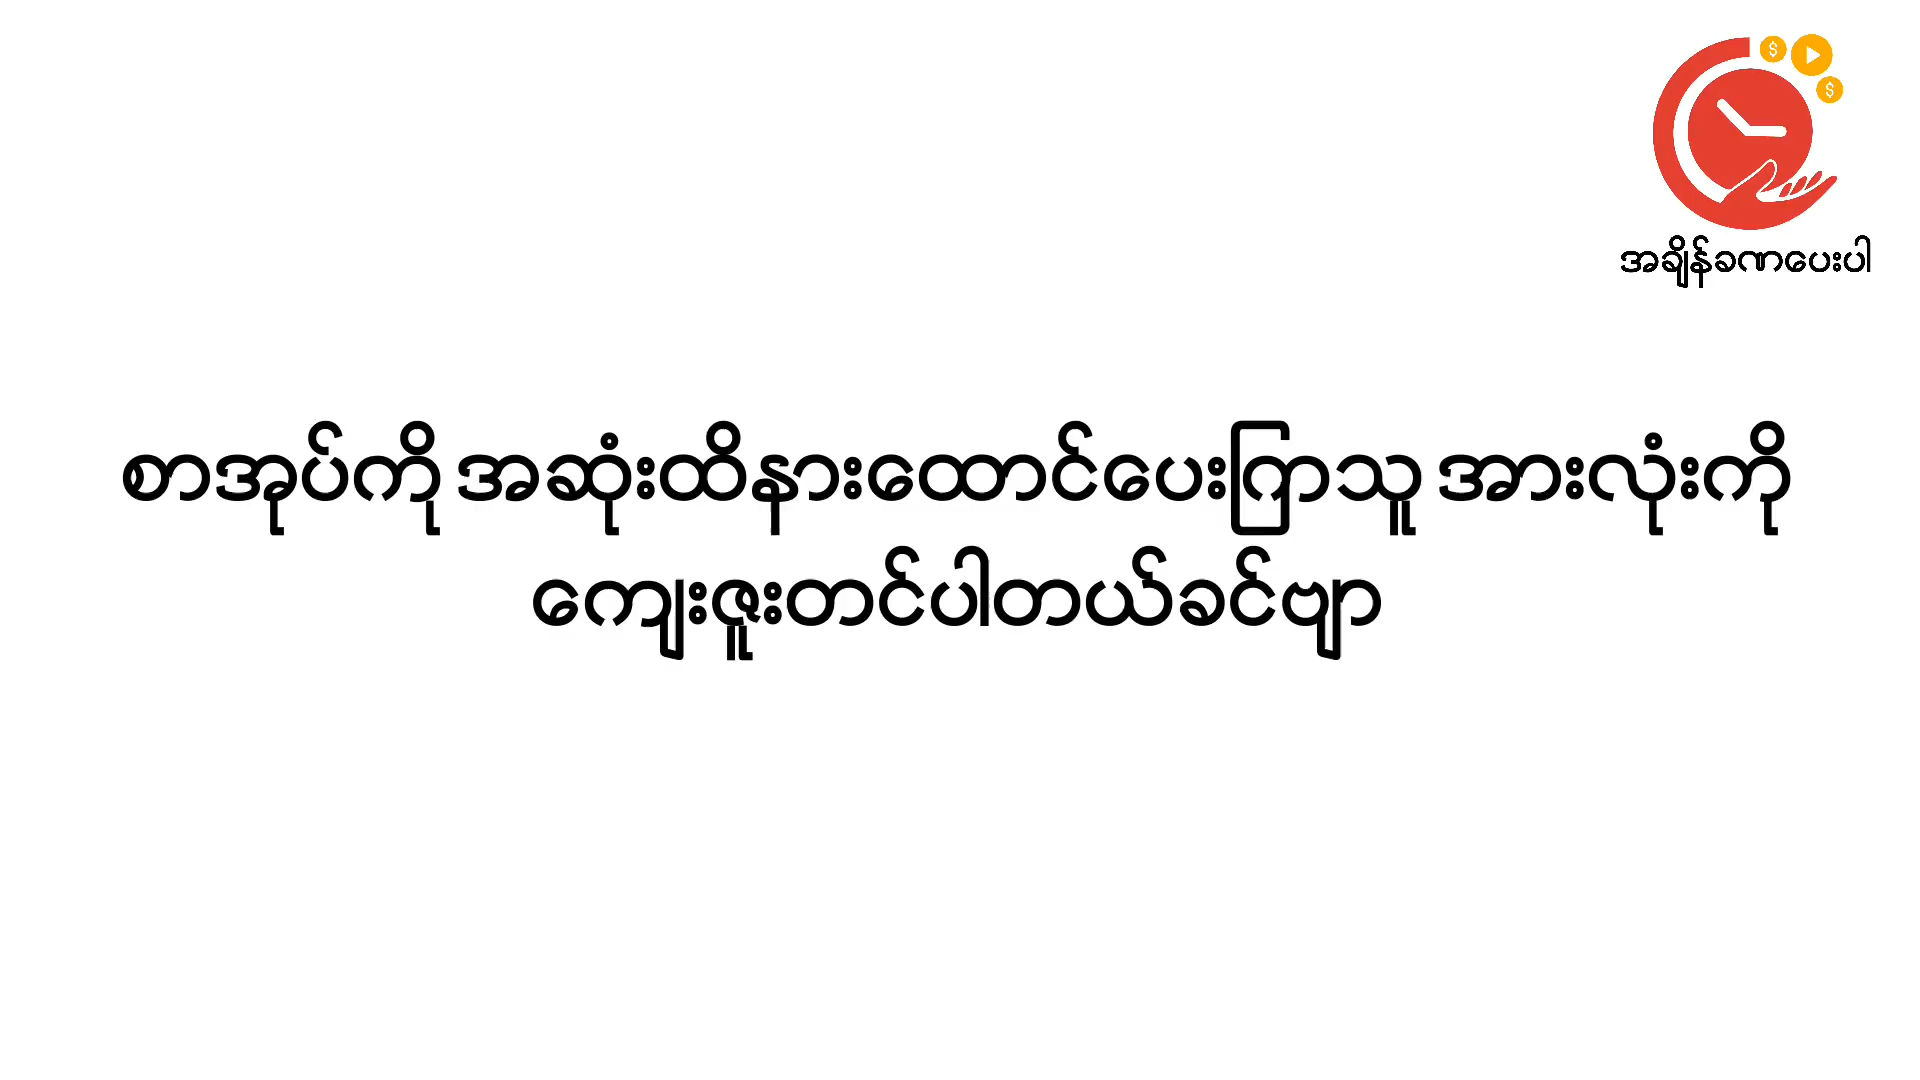 အချိန်ခဏပေးပါ
စာအုပ်ကို အဆုံးထိနားထောင်ပေးကြသူ အားလုံးကို
ကျေးဇူးတင်ပါတယ်ခင်ဗျာ